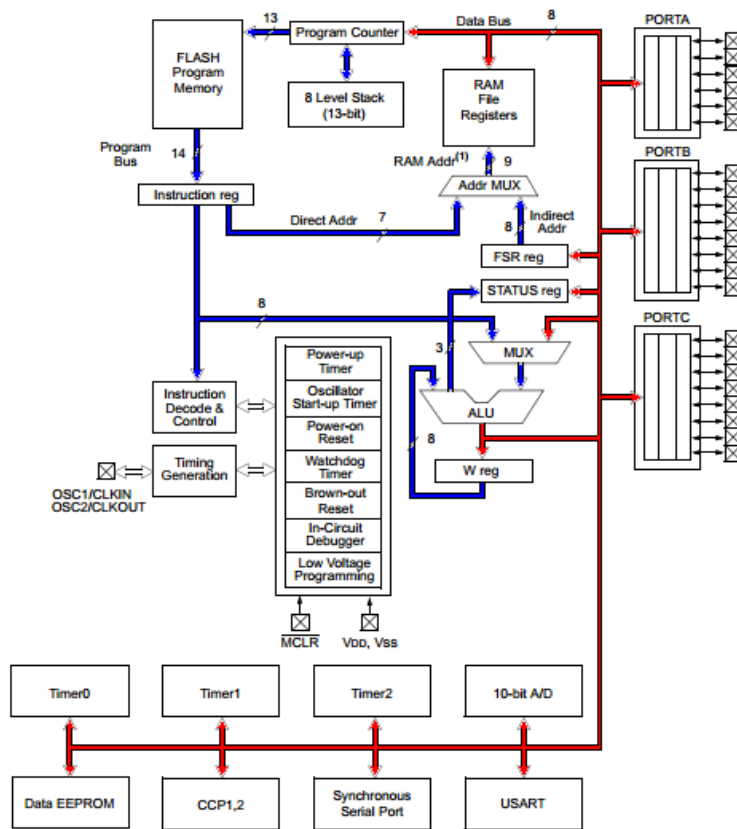 13
Program Counter
Data Bus
8
PORTA
FLASH
Program
Memory
8 Level Stack
(13-bit)
RAM
File
Registers
Program
Bus
14
RAM Addr(1)
9
PORTB
Instruction reg
Addr MUX
Direct Addr
7
8
Indirect
Addr
FSR reg
STATUS reg
8
PORTC
3
MUX
Power-up
Timer
Instruction
Decode &
Control
Oscillator
Start-up Timer
ALU
Power-on
Reset
8
Timing
Generation
Watchdog
Timer
W reg
OSC1/CLKIN
OSC2/CLKOUT
Brown-out
Reset
In-Circuit
Debugger
Low Voltage
Programming
MCLR
VDD, VSS
Timer0
Timer1
Timer2
10-bit A/D
Data EEPROM
CCP1,2
Synchronous
Serial Port
USART